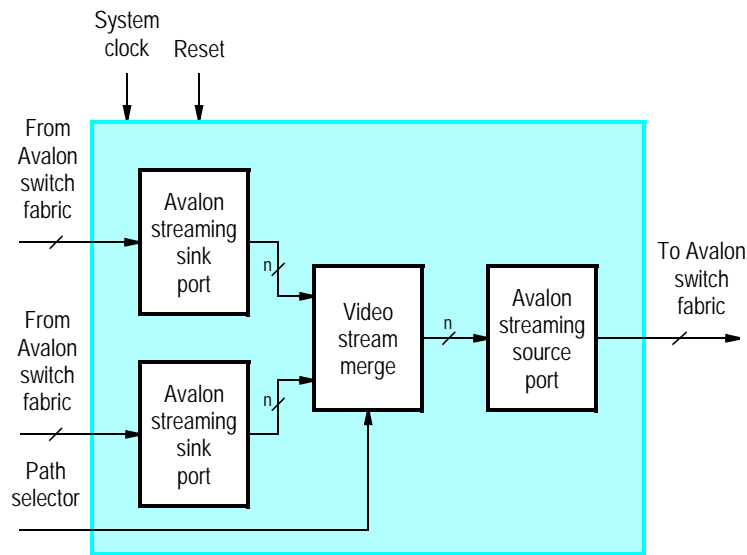 System
clock
Reset
From
Avalon
switch
fabric
Avalon
streaming
sink
port
n
Video
stream
merge
n
Avalon
streaming
source
port
To Avalon
switch
fabric
From
Avalon
switch
fabric
Avalon
streaming
sink
port
n
Path
selector